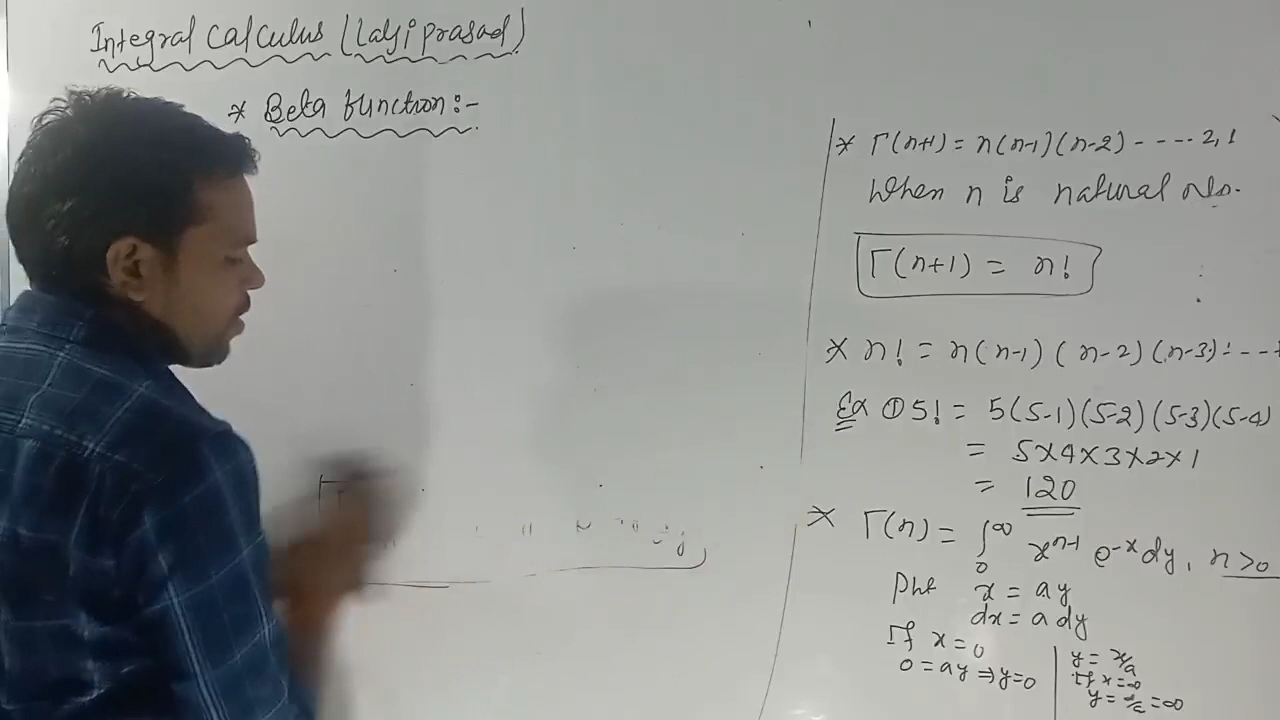 Integral Calculus (Lalji prasad)
* Beta function:-
* Γ(n+1) = n(n-1)(n-2) - - - - - 2, 1
When n is natural No.
Γ(n+1) = n!
* n! = n(n-1) (n-2) (n-3) - - -
Ex ① 5! = 5(5-1)(5-2)(5-3)(5-4)
= 5×4×3×2×1
= 120
* Γ(n) = ∫₀^∞ x^{n-1} e^{-x} dy, n>0
Put x = ay
dx = a dy
If x = 0
0 = ay ⇒ y=0
y = x/a
If x = ∞
y = ∞/a = ∞